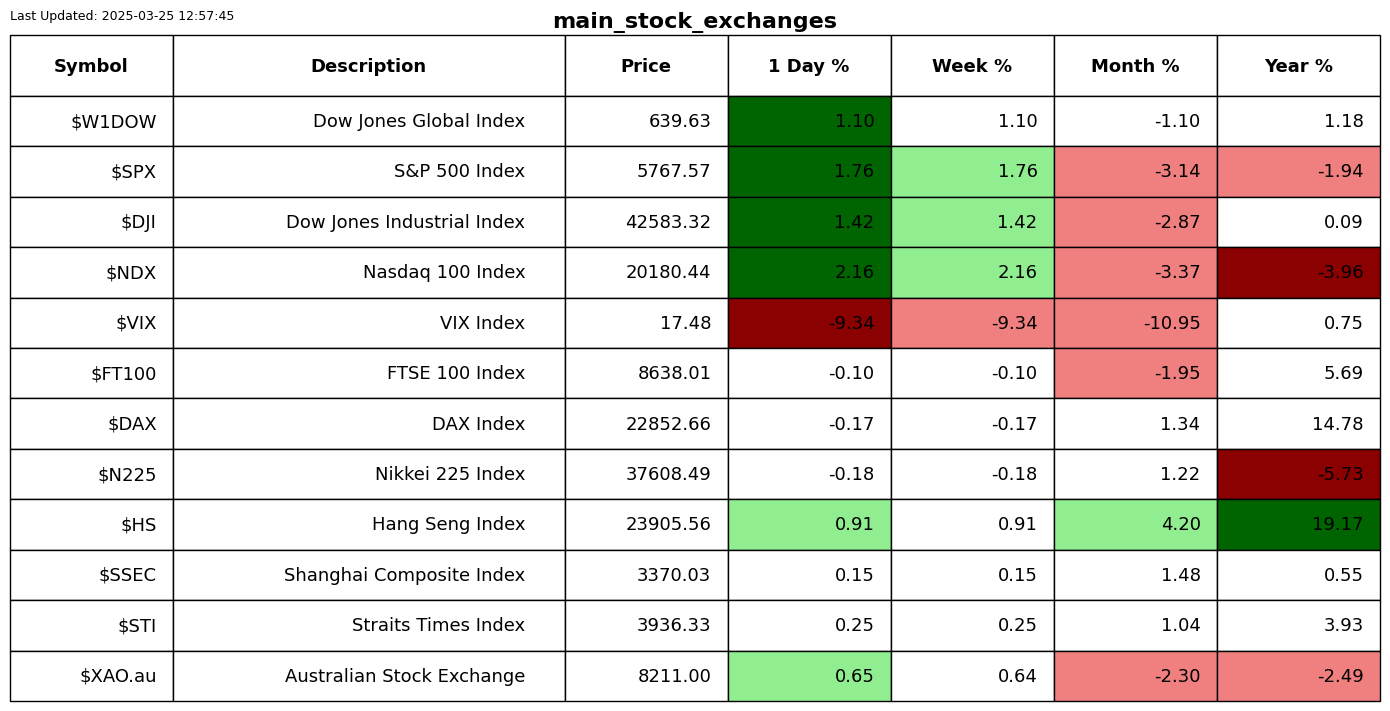 Last Updated: 2025-03-25 12:57:45
main_stock_exchanges
Symbol Description Price 1 Day % Week % Month % Year %
$W1DOW Dow Jones Global Index 639.63 1.10 1.10 -1.10 1.18
$SPX S&P 500 Index 5767.57 1.76 1.76 -3.14 -1.94
$DJI Dow Jones Industrial Index 42583.32 1.42 1.42 -2.87 0.09
$NDX Nasdaq 100 Index 20180.44 2.16 2.16 -3.37 -3.96
$VIX VIX Index 17.48 -9.34 -9.34 -10.95 0.75
$FT100 FTSE 100 Index 8638.01 -0.10 -0.10 -1.95 5.69
$DAX DAX Index 22852.66 -0.17 -0.17 1.34 14.78
$N225 Nikkei 225 Index 37608.49 -0.18 -0.18 1.22 -5.73
$HS Hang Seng Index 23905.56 0.91 0.91 4.20 19.17
$SSEC Shanghai Composite Index 3370.03 0.15 0.15 1.48 0.55
$STI Straits Times Index 3936.33 0.25 0.25 1.04 3.93
$XAO.au Australian Stock Exchange 8211.00 0.65 0.64 -2.30 -2.49